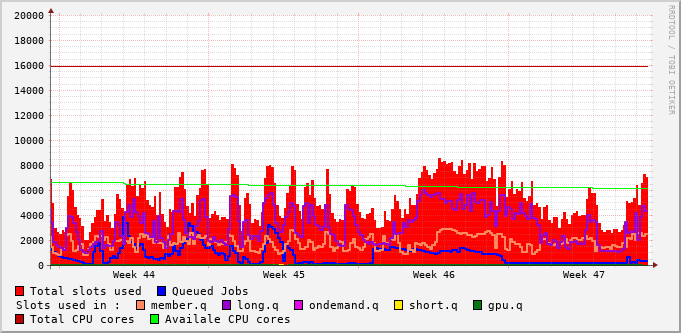 RRDTOOL / TOBI OETIKER
20000
18000
16000
14000
12000
10000
8000
6000
4000
2000
0
Week 44 Week 45 Week 46 Week 47
Total slots used Queued Jobs
Slots used in : member.q long.q ondemand.q short.q gpu.q
Total CPU cores Availale CPU cores